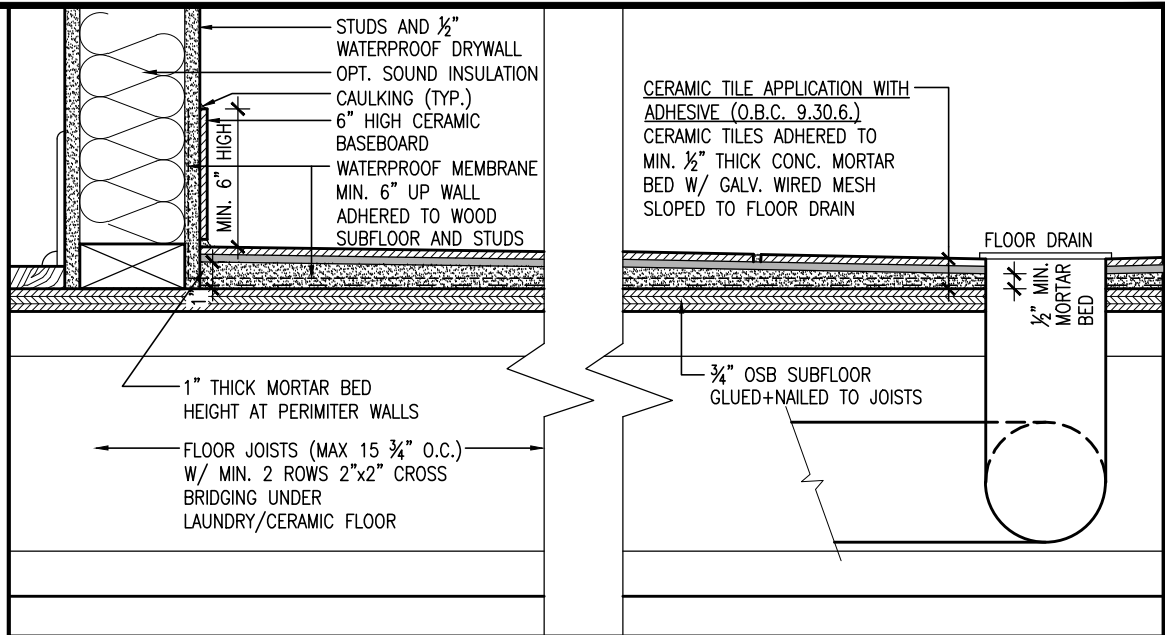 STUDS AND ½"
WATERPROOF DRYWALL
OPT. SOUND INSULATION
CAULKING (TYP.)
6" HIGH CERAMIC
BASEBOARD
WATERPROOF MEMBRANE
MIN. 6" UP WALL
ADHERED TO WOOD
SUBFLOOR AND STUDS
MIN. 6" HIGH
1"
CERAMIC TILE APPLICATION WITH
ADHESIVE (O.B.C. 9.30.6.)
CERAMIC TILES ADHERED TO
MIN. ½" THICK CONC. MORTAR
BED W/ GALV. WIRED MESH
SLOPED TO FLOOR DRAIN
FLOOR DRAIN
½" MIN.
MORTAR
BED
1" THICK MORTAR BED
HEIGHT AT PERIMITER WALLS
FLOOR JOISTS (MAX 15 ¾" O.C.)
W/ MIN. 2 ROWS 2"x2" CROSS
BRIDGING UNDER
LAUNDRY/CERAMIC FLOOR
¾" OSB SUBFLOOR
GLUED+NAILED TO JOISTS